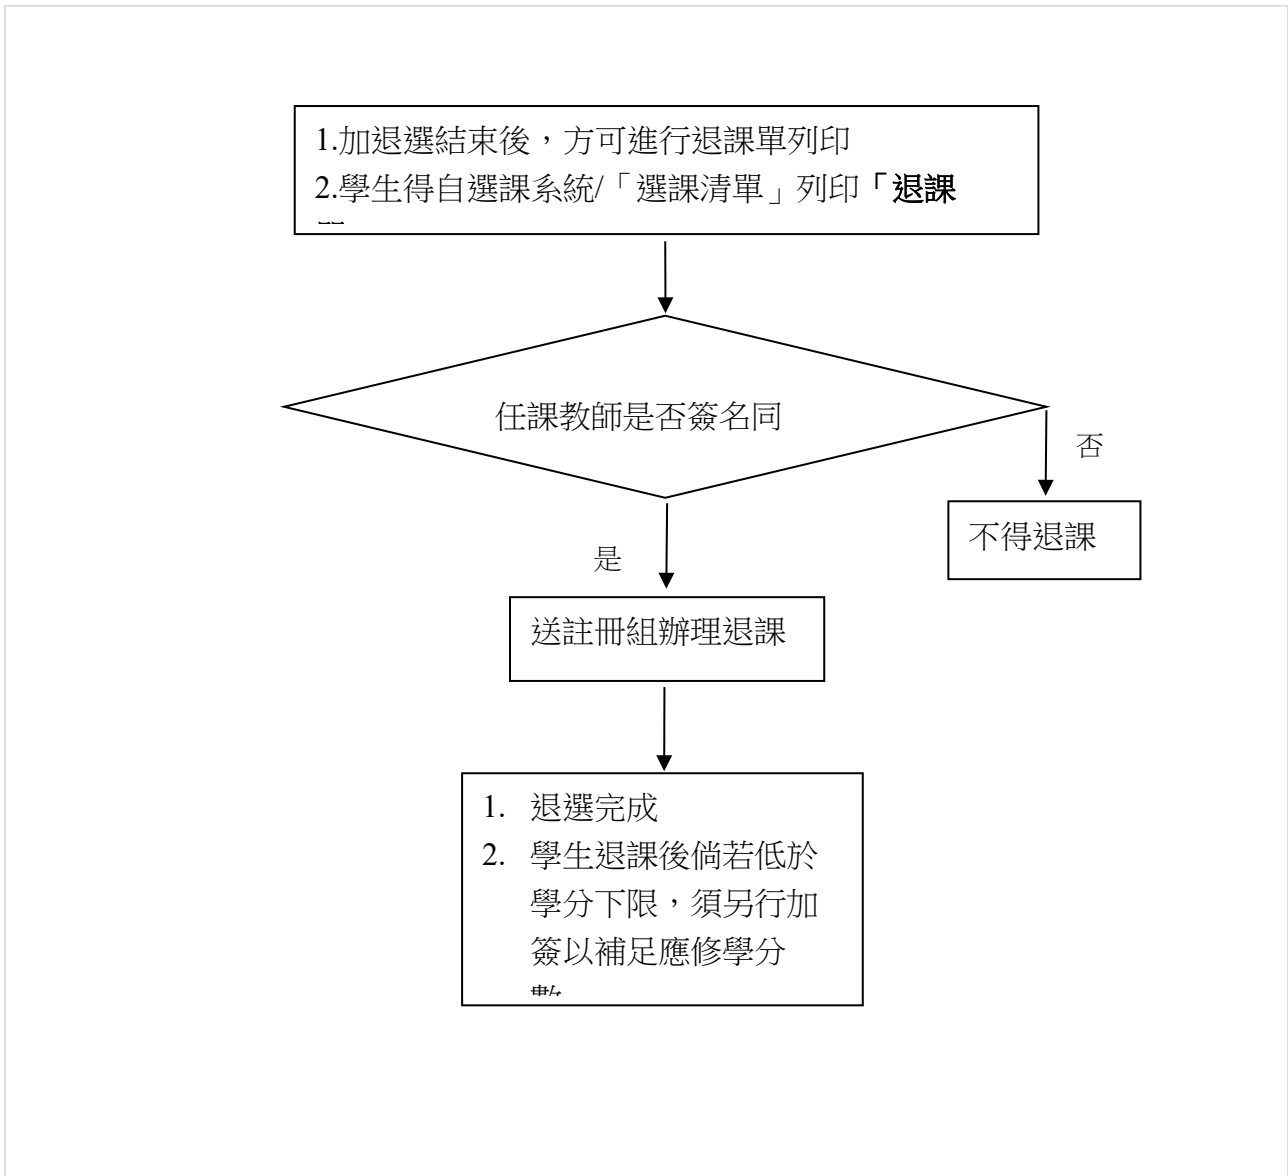 1.加退選結束後，方可進行退課單列印
2.學生得自選課系統/「選課清單」列印「退課
任課教師是否簽名同
否
不得退課
是
送註冊組辦理退課
1. 退選完成
2. 學生退課後倘若低於
學分下限，須另行加
簽以補足應修學分